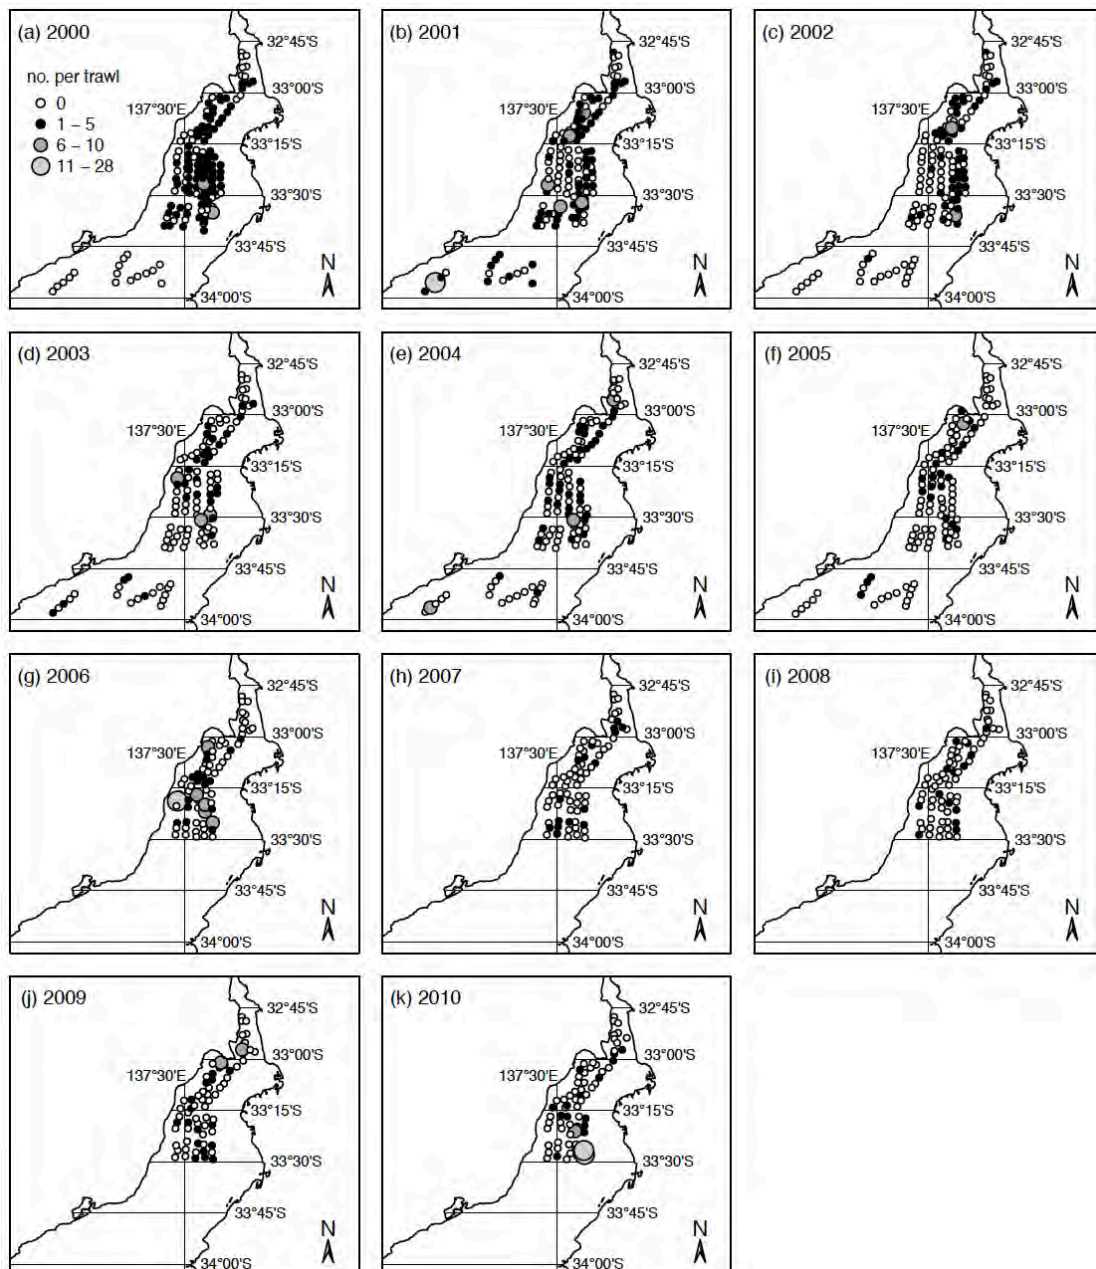 (a) 2000
32°45'S
no. per trawl
0
1 – 5
6 – 10
11 – 28
137°30'E
33°00'S
33°15'S
33°30'S
33°45'S
N
34°00'S
(b) 2001
32°45'S
33°00'S
137°30'E
33°15'S
33°30'S
33°45'S
N
34°00'S
(c) 2002
32°45'S
33°00'S
137°30'E
33°15'S
33°30'S
33°45'S
N
34°00'S
(d) 2003
32°45'S
33°00'S
137°30'E
33°15'S
33°30'S
33°45'S
N
34°00'S
(e) 2004
32°45'S
33°00'S
137°30'E
33°15'S
33°30'S
33°45'S
N
34°00'S
(f) 2005
32°45'S
33°00'S
137°30'E
33°15'S
33°30'S
33°45'S
N
34°00'S
(g) 2006
32°45'S
33°00'S
137°30'E
33°15'S
33°30'S
33°45'S
N
34°00'S
(h) 2007
32°45'S
33°00'S
137°30'E
33°15'S
33°30'S
33°45'S
N
34°00'S
(i) 2008
32°45'S
33°00'S
137°30'E
33°15'S
33°30'S
33°45'S
N
34°00'S
(j) 2009
32°45'S
33°00'S
137°30'E
33°15'S
33°30'S
33°45'S
N
34°00'S
(k) 2010
32°45'S
33°00'S
137°30'E
33°15'S
33°30'S
33°45'S
N
34°00'S